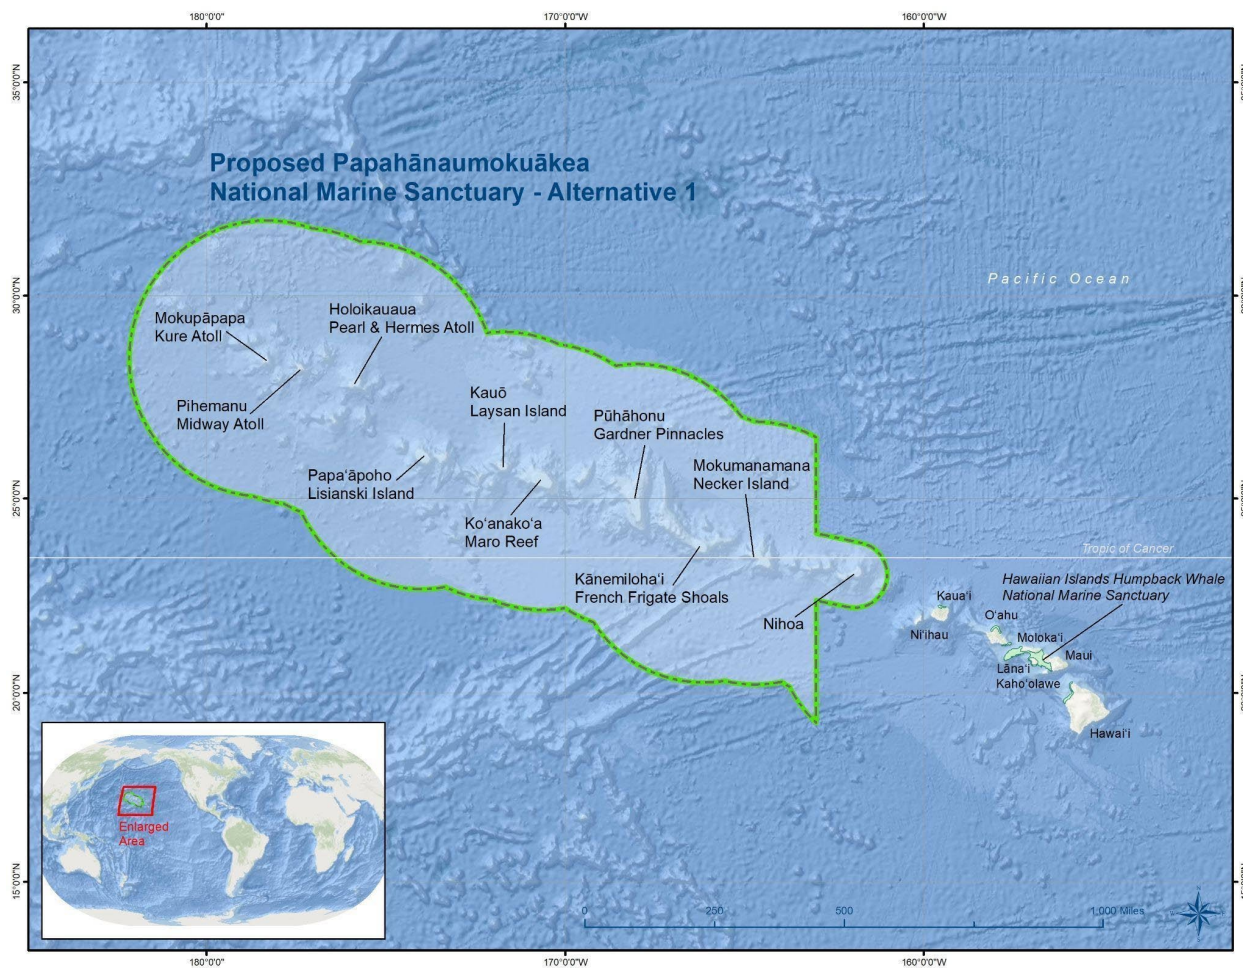 180°0'0"
170°0'0"W
160°0'0"W
35°0'0"N
Proposed Papahānaumokuākea
National Marine Sanctuary - Alternative 1
Pacific Ocean
30°0'0"N
Mokupāpapa
Kure Atoll
Holoikauaua
Pearl & Hermes Atoll
Pihemanu
Midway Atoll
Kauō
Laysan Island
Pūhāhonu
Gardner Pinnacles
Mokumanamana
Necker Island
Papa‘āpoho
Lisianski Island
25°0'0"N
Ko‘anako‘a
Maro Reef
Tropic of Cancer
Kānemiloha‘i
French Frigate Shoals
Nihoa
Hawaiian Islands Humpback Whale
National Marine Sanctuary
Kaua‘i
Ni‘ihau
O‘ahu
Moloka‘i
Maui
Lāna‘i
Kaho‘olawe
Hawai‘i
20°0'0"N
Enlarged
Area
15°0'0"N
0
250
500
1,000 Miles
180°0'0"
170°0'0"W
160°0'0"W